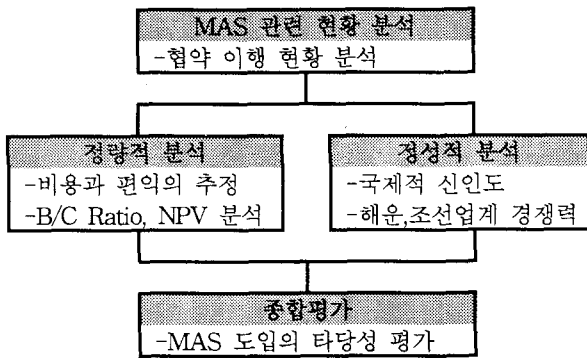 MAS 관련 현황 분석
-협약 이행 현황 분석
정량적 분석
-비용과 편익의 추정
-B/C Ratio, NPV 분석
정성적 분석
-국제적 신인도
-해운,조선업계 경쟁력
종합평가
-MAS 도입의 타당성 평가